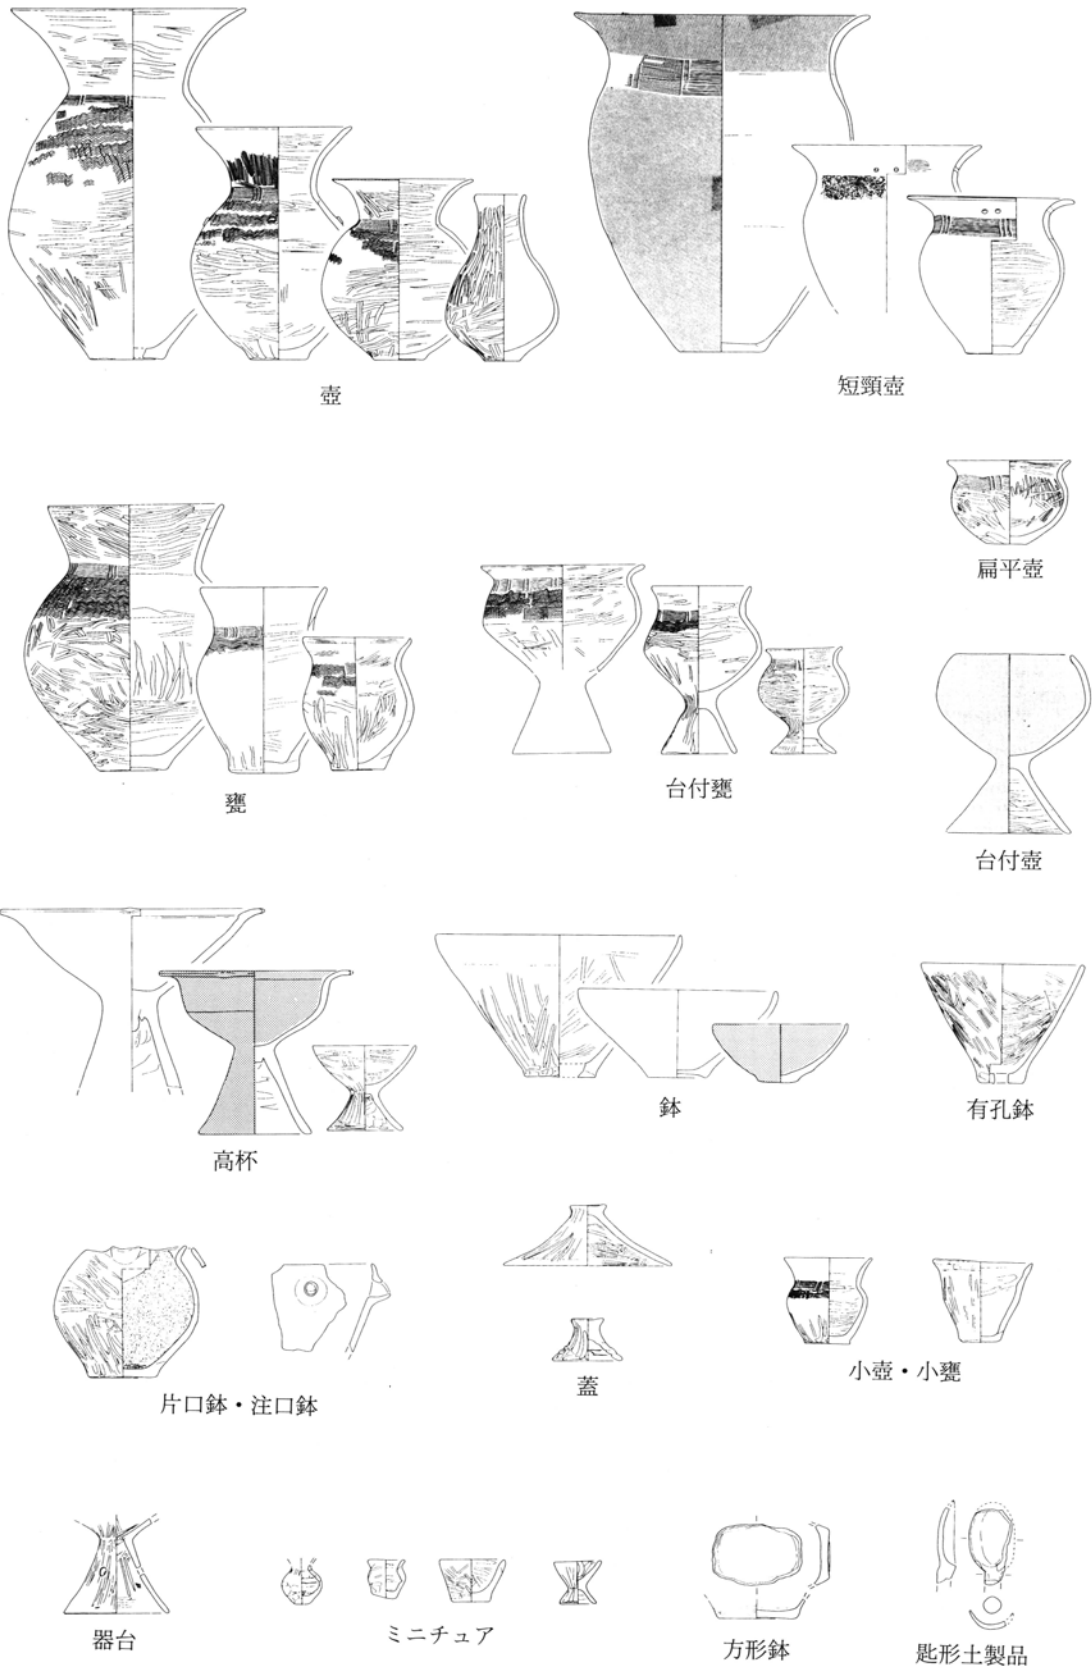 壺
短頸壺
扁平壺
甕
台付甕
台付壺
高杯
鉢
有孔鉢
片口鉢・注口鉢
蓋
小壺・小甕
器台
ミニチュア
方形鉢
匙形土製品